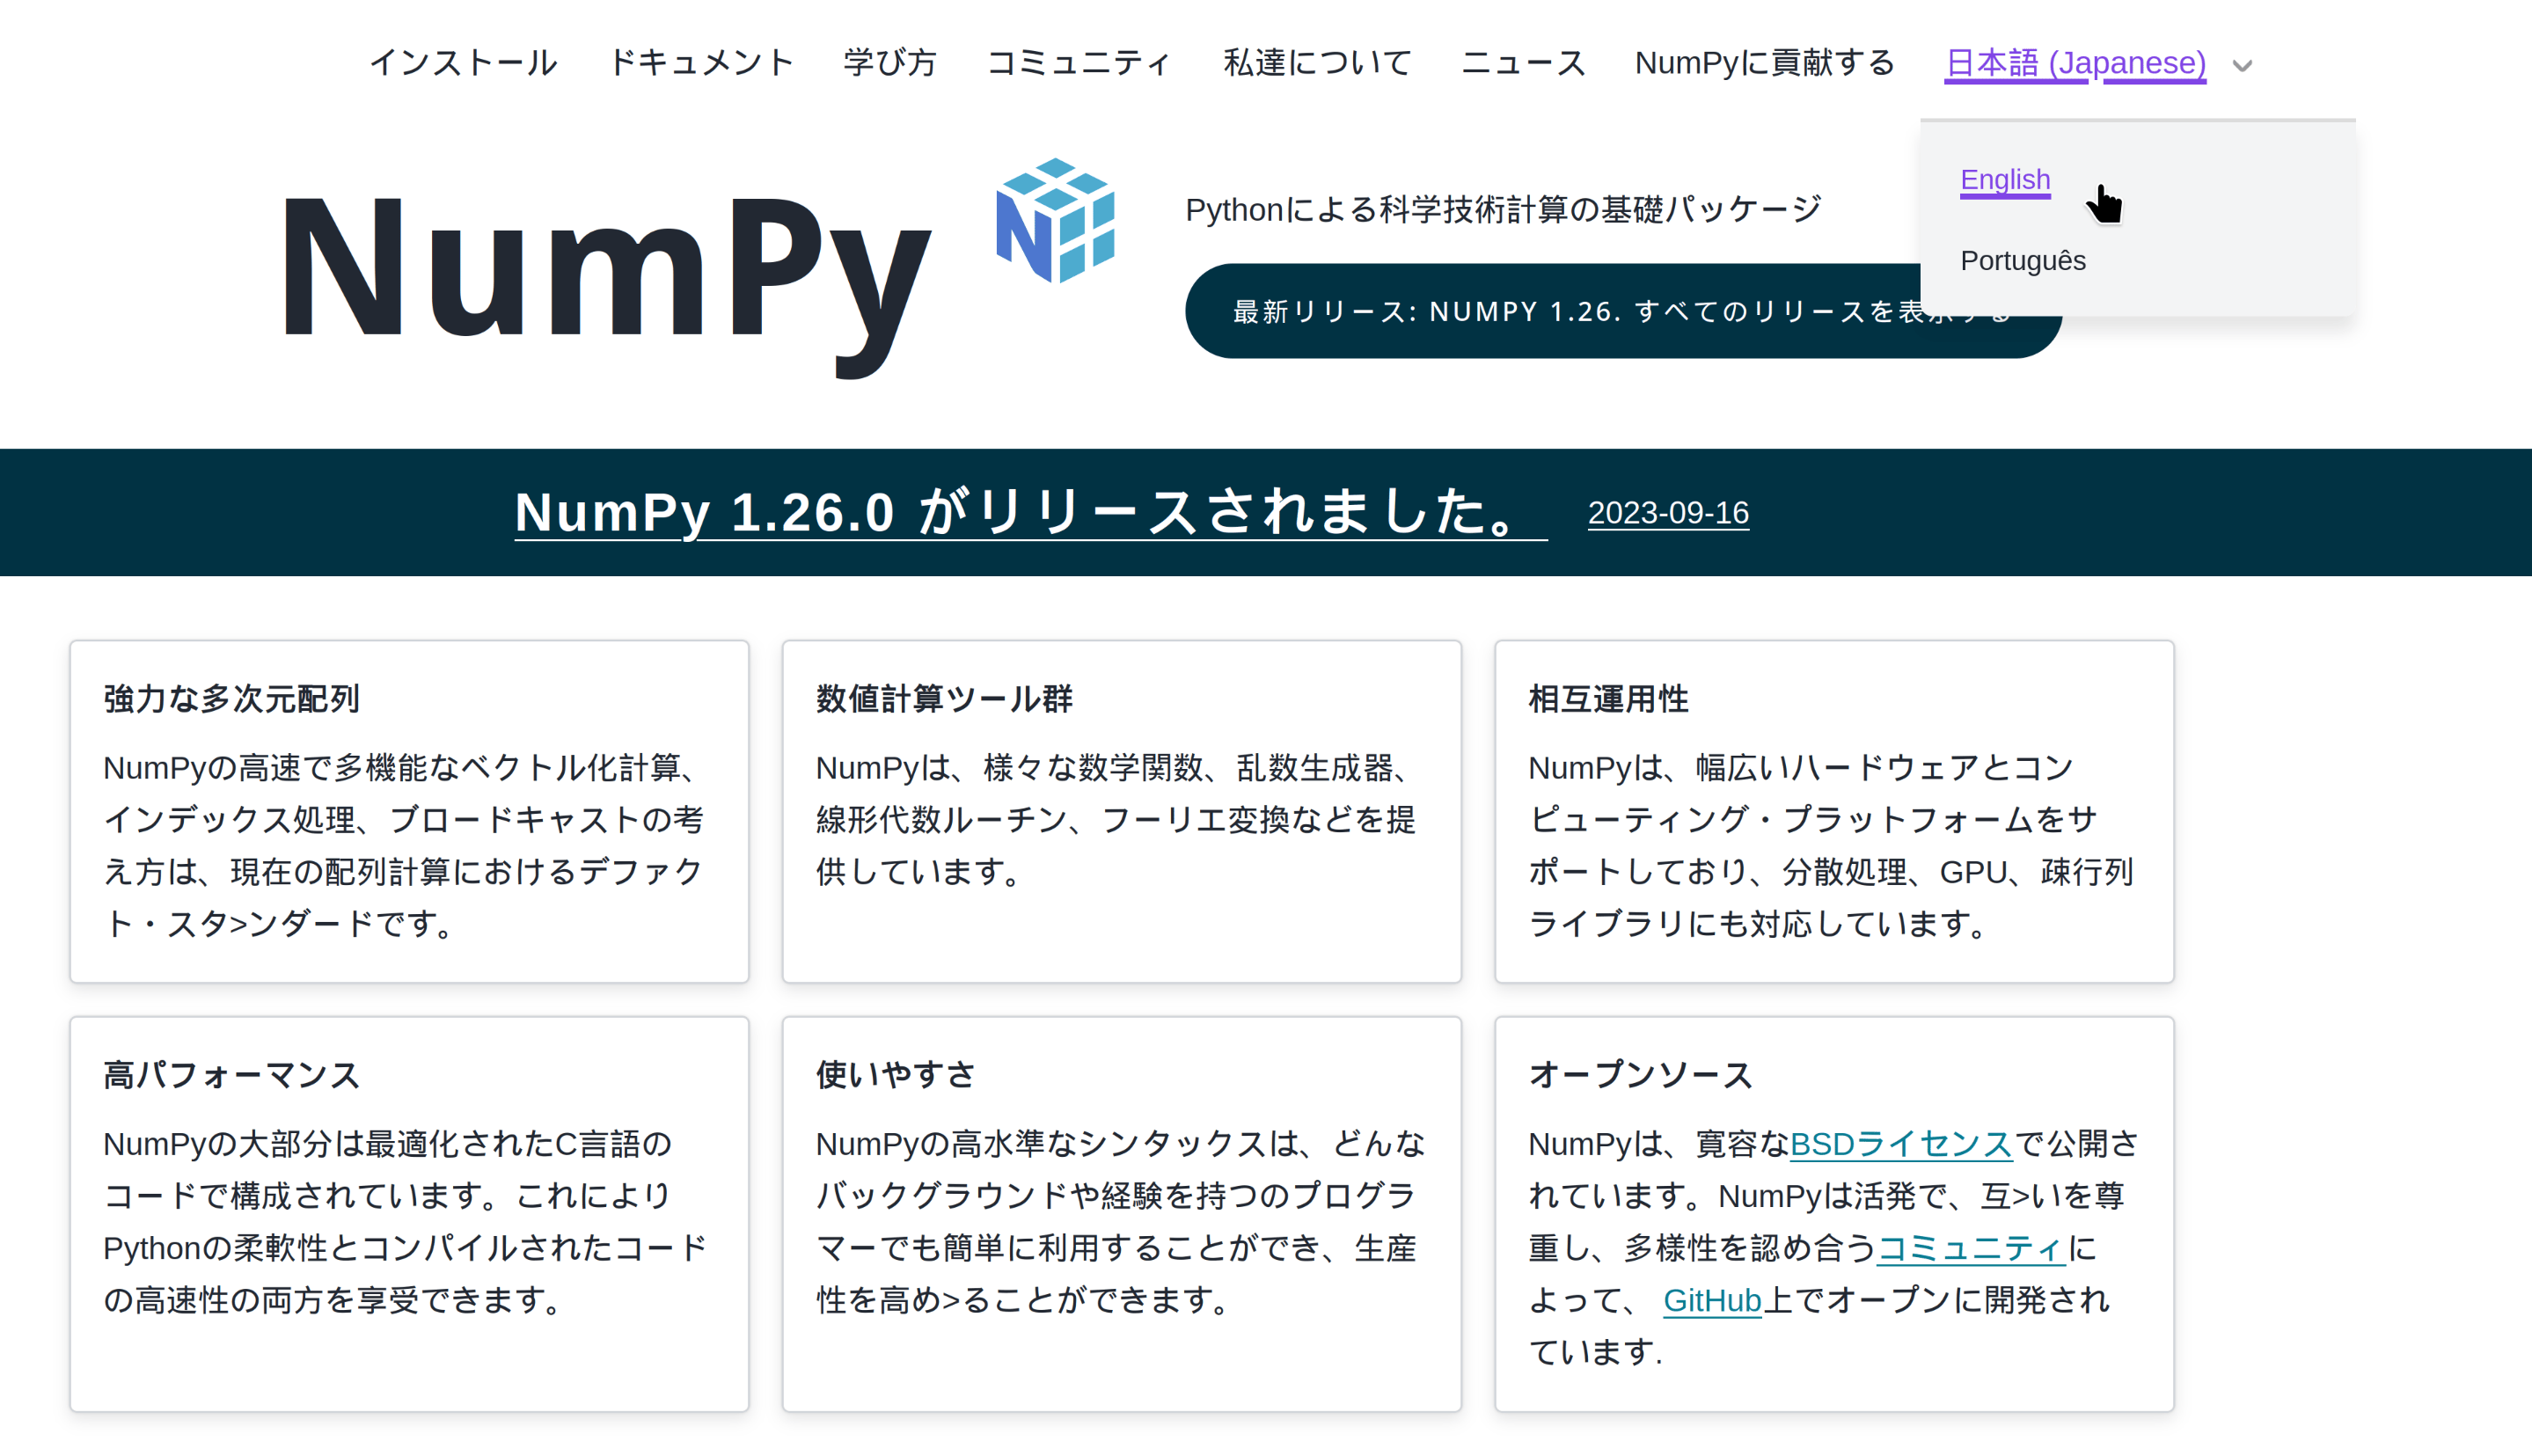 インストール ドキュメント 学び方 コミュニティ 私達について ニュース NumPyに貢献する 日本語 (Japanese)
English
Português
NumPy
Pythonによる科学技術計算の基礎パッケージ
最新リリース: NUMPY 1.26. すべてのリリースを表示する
NumPy 1.26.0 がリリースされました。 2023-09-16
強力な多次元配列
NumPyの高速で多機能なベクトル化計算、
インデックス処理、ブロードキャストの考
え方は、現在の配列計算におけるデファク
ト・スタ>ンダードです。
数値計算ツール群
NumPyは、様々な数学関数、乱数生成器、
線形代数ルーチン、フーリエ変換などを提
供しています。
相互運用性
NumPyは、幅広いハードウェアとコン
ピューティング・プラットフォームをサ
ポートしており、分散処理、GPU、疎行列
ライブラリにも対応しています。
高パフォーマンス
NumPyの大部分は最適化されたC言語の
コードで構成されています。これにより
Pythonの柔軟性とコンパイルされたコード
の高速性の両方を享受できます。
使いやすさ
NumPyの高水準なシンタックスは、どんな
バックグラウンドや経験を持つのプログラ
マーでも簡単に利用することができ、生産
性を高め>ることができます。
オープンソース
NumPyは、寛容なBSDライセンスで公開さ
れています。NumPyは活発で、互>いを尊
重し、多様性を認め合うコミュニティに
よって、 GitHub上でオープンに開発され
ています.